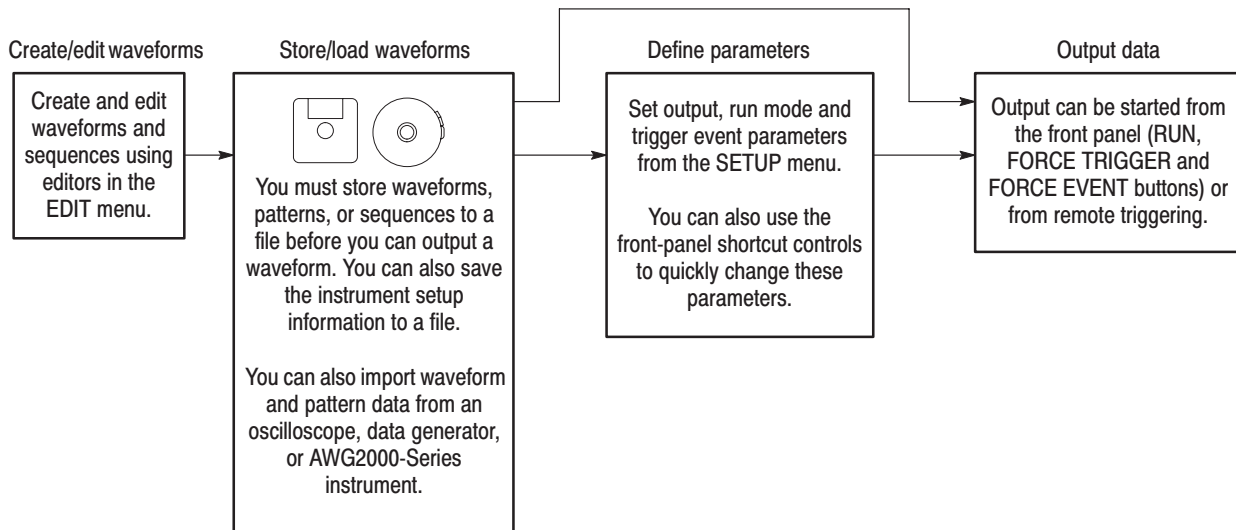 Create/edit waveforms
Create and edit
waveforms and
sequences using
editors in the
EDIT menu.
Store/load waveforms
You must store waveforms,
patterns, or sequences to a
file before you can output a
waveform. You can also save
the instrument setup
information to a file.
You can also import waveform
and pattern data from an
oscilloscope, data generator,
or AWG2000-Series
instrument.
Define parameters
Set output, run mode and
trigger event parameters
from the SETUP menu.
You can also use the
front-panel shortcut controls
to quickly change these
parameters.
Output data
Output can be started from
the front panel (RUN,
FORCE TRIGGER and
FORCE EVENT buttons) or
from remote triggering.